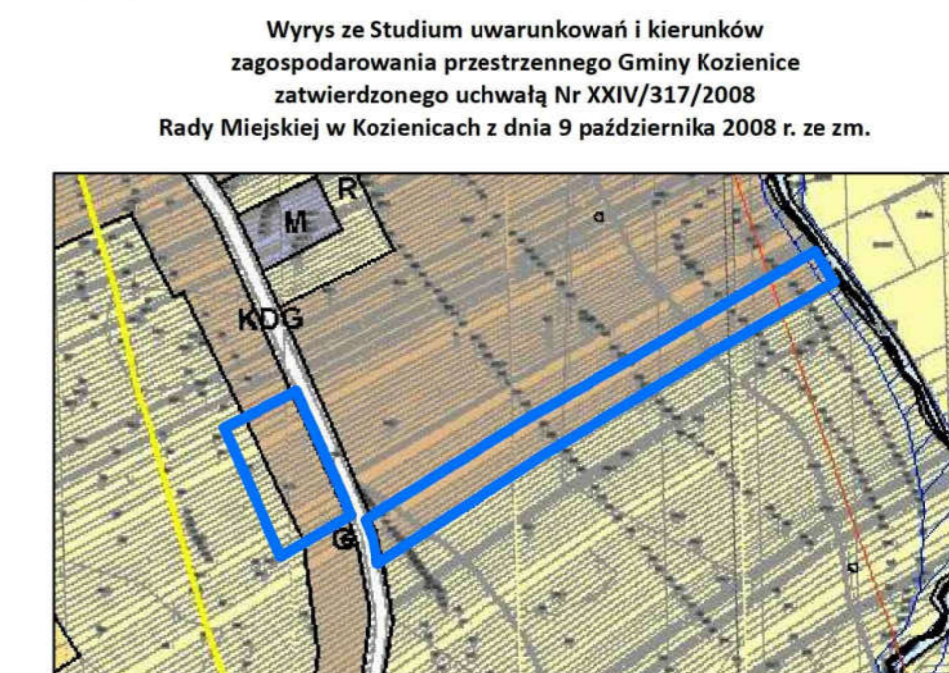 Wyrys ze Studium uwarunkowań i kierunków
zagospodarowania przestrzennego Gminy Kozienice
zatwierdzonego uchwałą Nr XXIV/317/2008
Rady Miejskiej w Kozienicach z dnia 9 października 2008 r. ze zm.
R
M
a
KDG
G
a